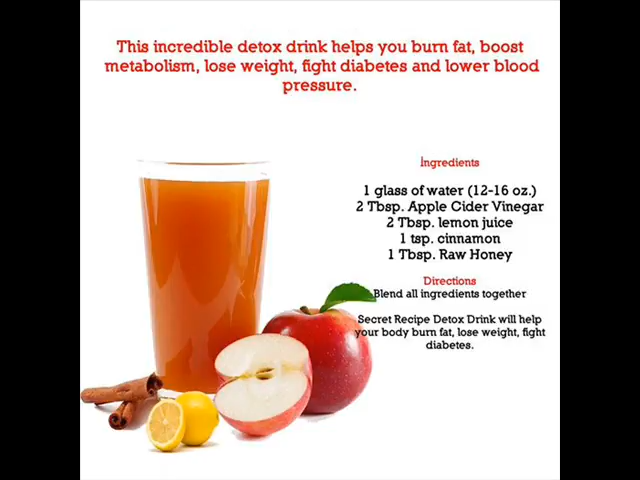 This incredible detox drink helps you burn fat, boost
metabolism, lose weight, fight diabetes and lower blood
pressure.
Ingredients
1 glass of water (12-16 oz.)
2 Tbsp. Apple Cider Vinegar
2 Tbsp. lemon juice
1 tsp. cinnamon
1 Tbsp. Raw Honey
Directions
Blend all ingredients together
Secret Recipe Detox Drink will help
your body burn fat, lose weight, fight
diabetes.